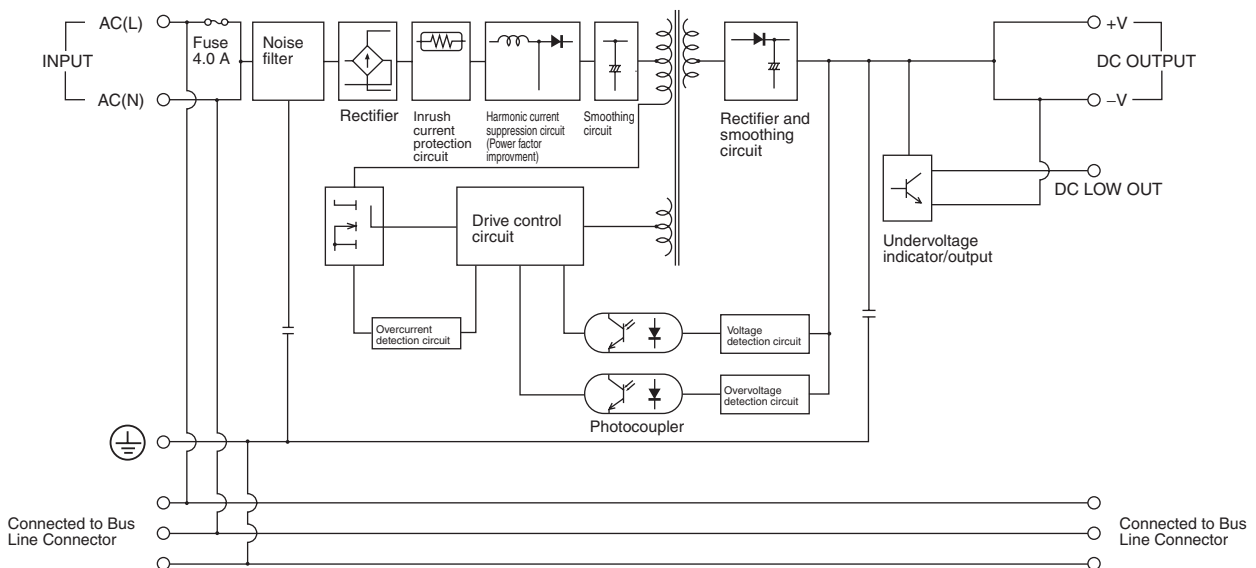 AC(L)
INPUT
AC(N)
Fuse
4.0 A
Noise
filter
Rectifier
Inrush
current
protection
circuit
Harmonic current
suppression circuit
(Power factor
improvment)
Smoothing
circuit
Rectifier and
smoothing
circuit
+V
DC OUTPUT
–V
DC LOW OUT
Undervoltage
indicator/output
Drive control
circuit
Overcurrent
detection circuit
Voltage
detection circuit
Overvoltage
detection circuit
Photocoupler
Connected to Bus
Line Connector
Connected to Bus
Line Connector